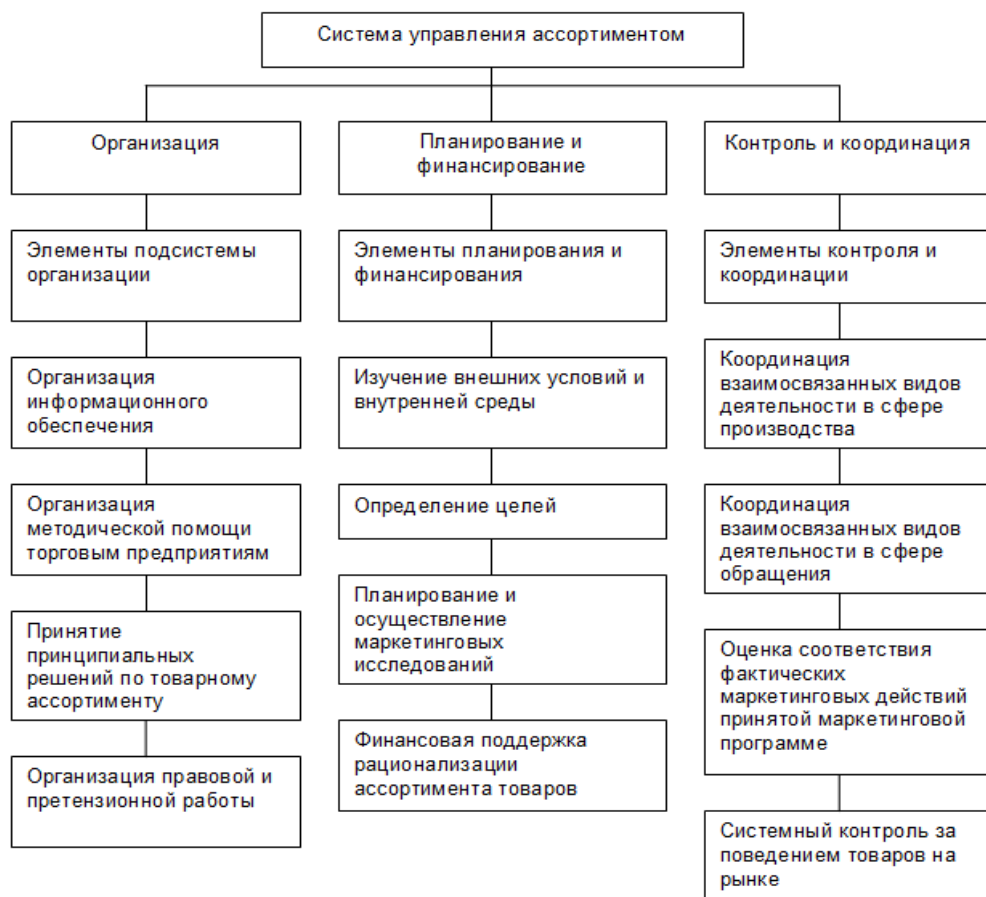 Система управления ассортиментом
Организация
Планирование и
финансирование
Контроль и координация
Элементы подсистемы
организации
Элементы планирования и
финансирования
Элементы контроля и
координации
Организация
информационного
обеспечения
Изучение внешних условий и
внутренней среды
Координация
взаимосвязанных видов
деятельности в сфере
производства
Организация
методической помощи
торговым предприятиям
Определение целей
Координация
взаимосвязанных видов
деятельности в сфере
обращения
Принятие
принципиальных
решений по товарному
ассортименту
Планирование и
осуществление
маркетинговых
исследований
Оценка соответствия
фактических
маркетинговых действий
принятой маркетинговой
программе
Организация правовой и
претензионной работы
Финансовая поддержка
рационализации
ассортимента товаров
Системный контроль за
поведением товаров на
рынке